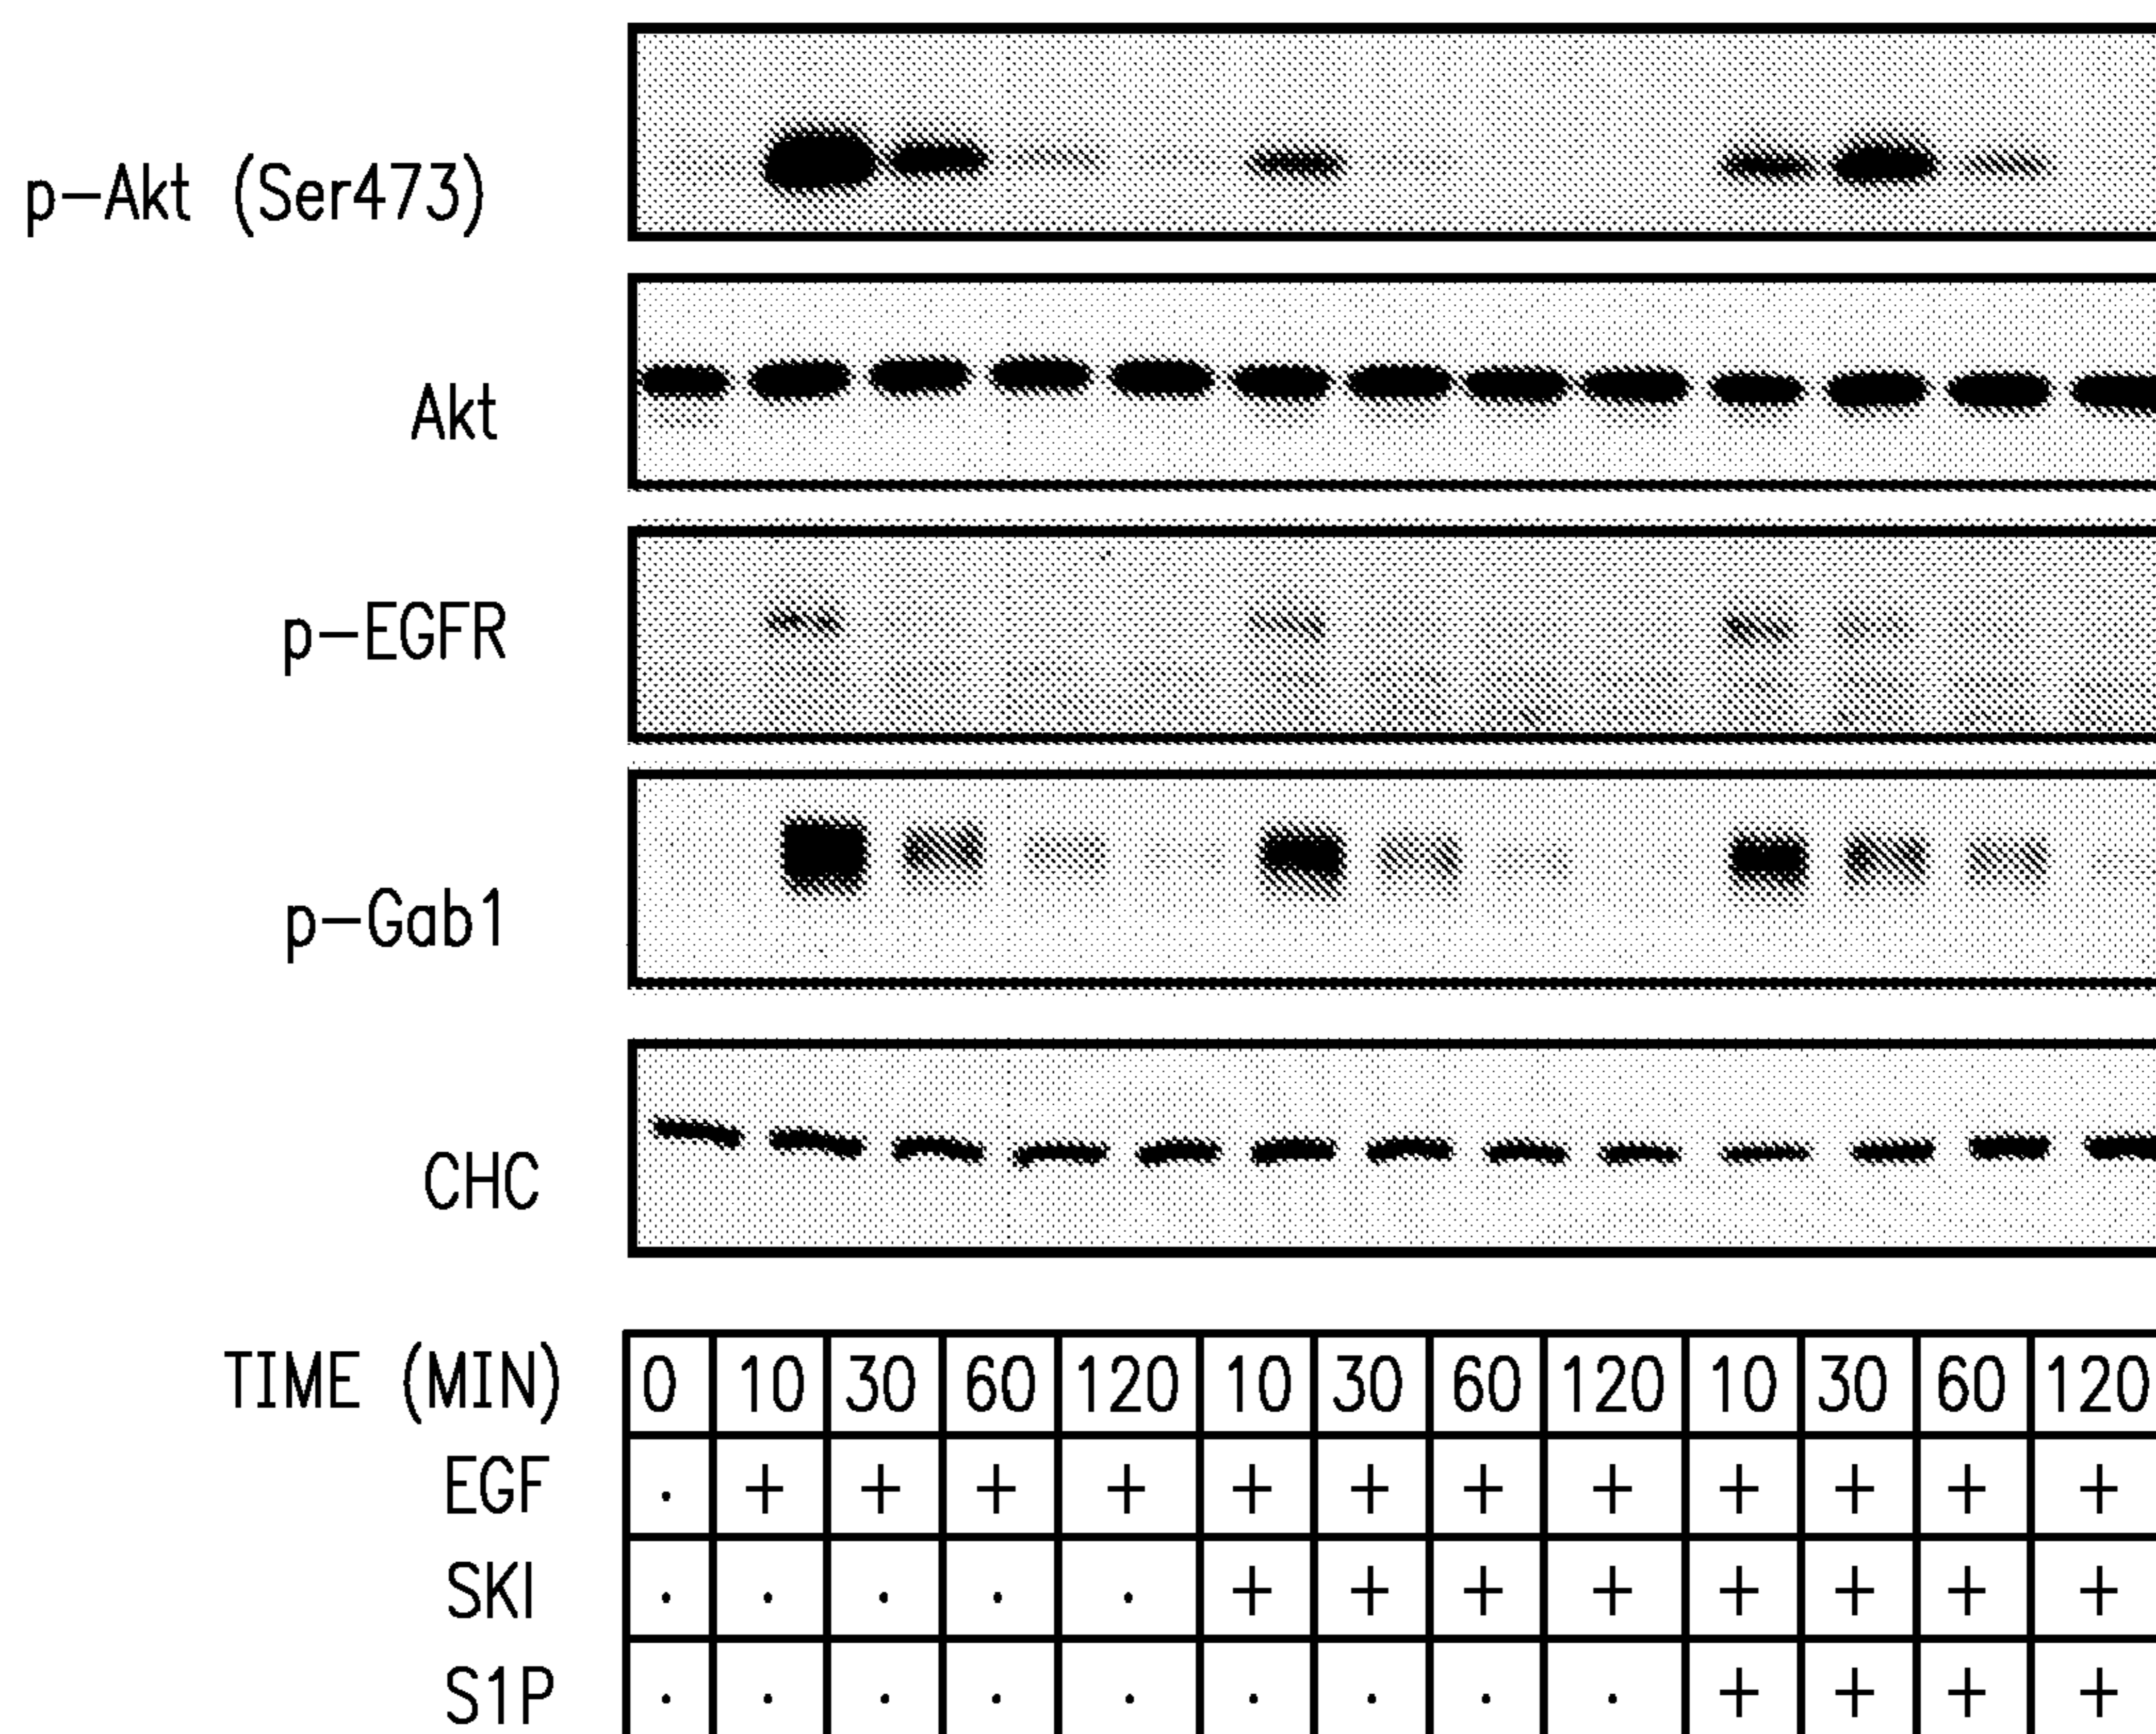 p-Akt (Ser473)
Akt
p-EGFR
p-Gab1
CHC
TIME (MIN) 0 10 30 60 120 10 30 60 120 10 30 60 120
EGF . + + + + + + + + + + + +
SKI . . . . . + + + + + + + +
S1P . . . . . . . . . + + + +